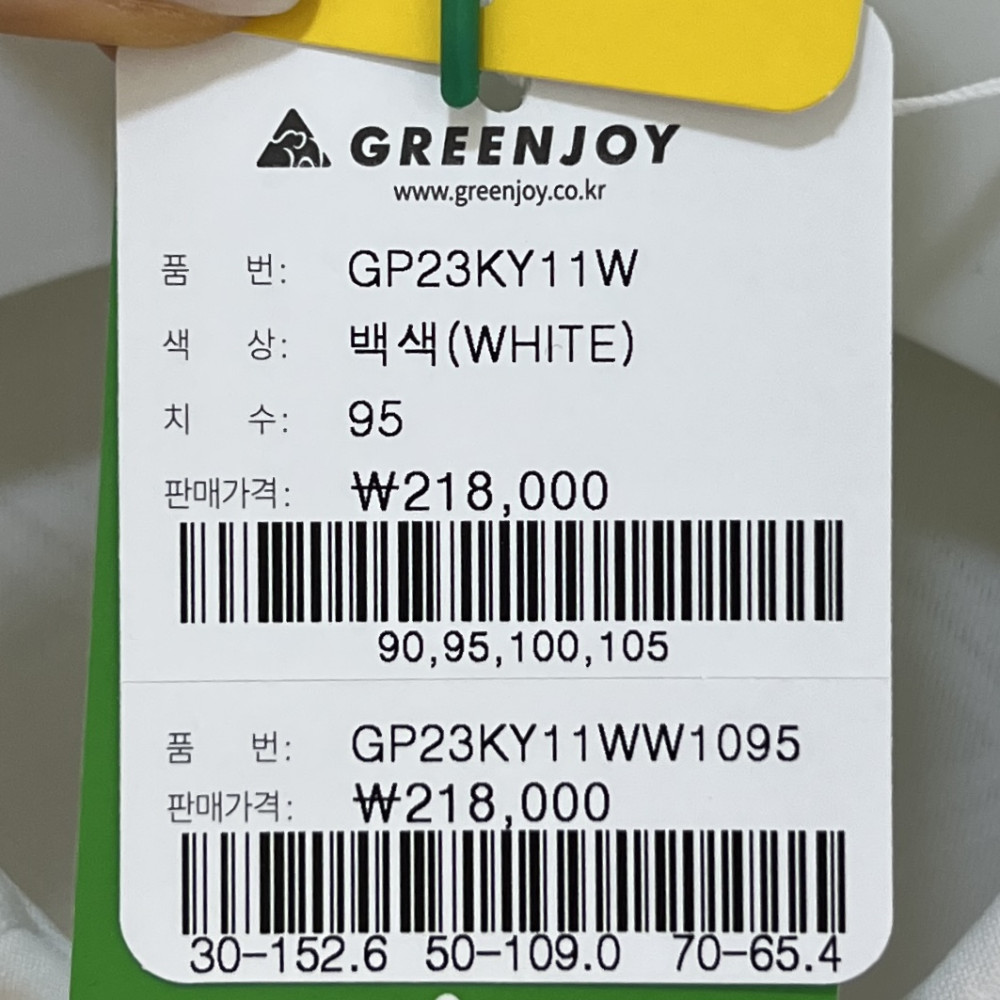 GREENJOY
www.greenjoy.co.kr
품 번: GP23KY11W
색 상: 백색(WHITE)
치 수: 95
판매가격: ₩218,000
90,95,100,105
품 번: GP23KY11WW1095
판매가격: ₩218,000
30-152.6 50-109.0 70-65.4